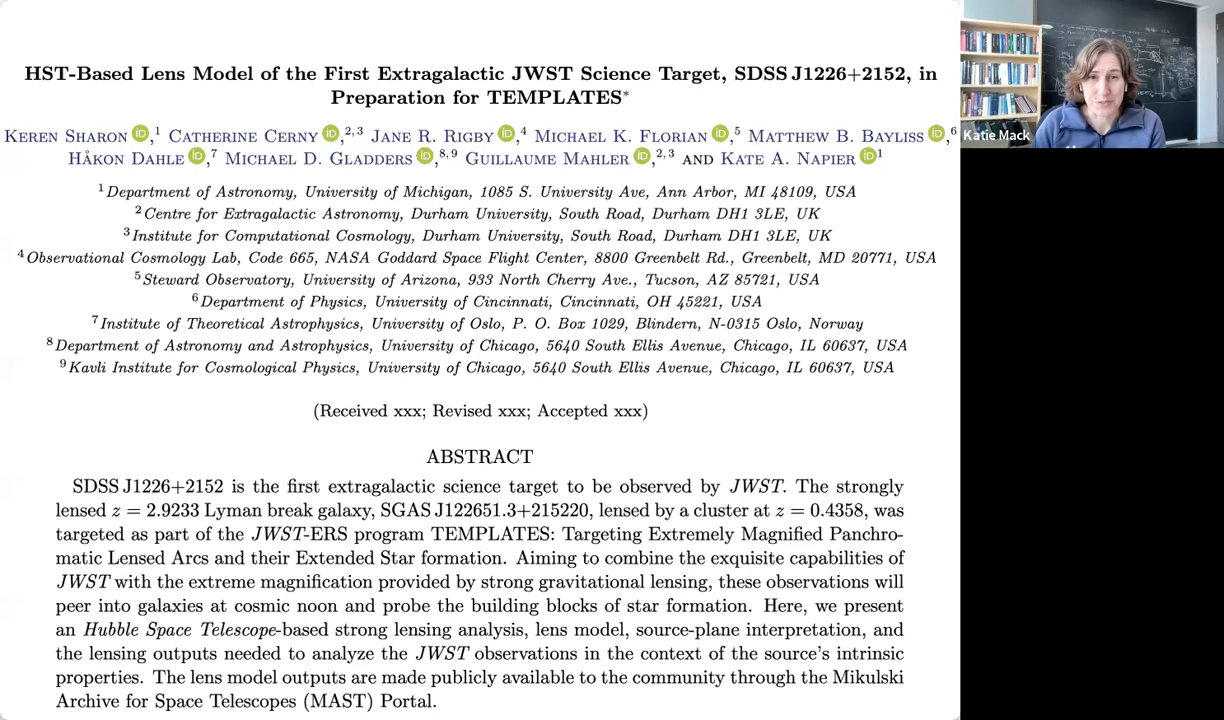 HST-Based Lens Model of the First Extragalactic JWST Science Target, SDSS J1226+2152, in
Preparation for TEMPLATES*
KEREN SHARON iD,1 CATHERINE CERNY iD,2,3 JANE R. RIGBY iD,4 MICHAEL K. FLORIAN iD,5 MATTHEW B. BAYLISS iD,6
HÅKON DAHLE iD,7 MICHAEL D. GLADDERS iD,8,9 GUILLAUME MAHLER iD,2,3 AND KATE A. NAPIER iD1
1Department of Astronomy, University of Michigan, 1085 S. University Ave, Ann Arbor, MI 48109, USA
2Centre for Extragalactic Astronomy, Durham University, South Road, Durham DH1 3LE, UK
3Institute for Computational Cosmology, Durham University, South Road, Durham DH1 3LE, UK
4Observational Cosmology Lab, Code 665, NASA Goddard Space Flight Center, 8800 Greenbelt Rd., Greenbelt, MD 20771, USA
5Steward Observatory, University of Arizona, 933 North Cherry Ave., Tucson, AZ 85721, USA
6Department of Physics, University of Cincinnati, Cincinnati, OH 45221, USA
7Institute of Theoretical Astrophysics, University of Oslo, P. O. Box 1029, Blindern, N-0315 Oslo, Norway
8Department of Astronomy and Astrophysics, University of Chicago, 5640 South Ellis Avenue, Chicago, IL 60637, USA
9Kavli Institute for Cosmological Physics, University of Chicago, 5640 South Ellis Avenue, Chicago, IL 60637, USA
(Received xxx; Revised xxx; Accepted xxx)
ABSTRACT
SDSS J1226+2152 is the first extragalactic science target to be observed by JWST. The strongly
lensed z = 2.9233 Lyman break galaxy, SGAS J122651.3+215220, lensed by a cluster at z = 0.4358, was
targeted as part of the JWST-ERS program TEMPLATES: Targeting Extremely Magnified Panchro-
matic Lensed Arcs and their Extended Star formation. Aiming to combine the exquisite capabilities of
JWST with the extreme magnification provided by strong gravitational lensing, these observations will
peer into galaxies at cosmic noon and probe the building blocks of star formation. Here, we present
an Hubble Space Telescope-based strong lensing analysis, lens model, source-plane interpretation, and
the lensing outputs needed to analyze the JWST observations in the context of the source's intrinsic
properties. The lens model outputs are made publicly available to the community through the Mikulski
Archive for Space Telescopes (MAST) Portal.
Katie Mack